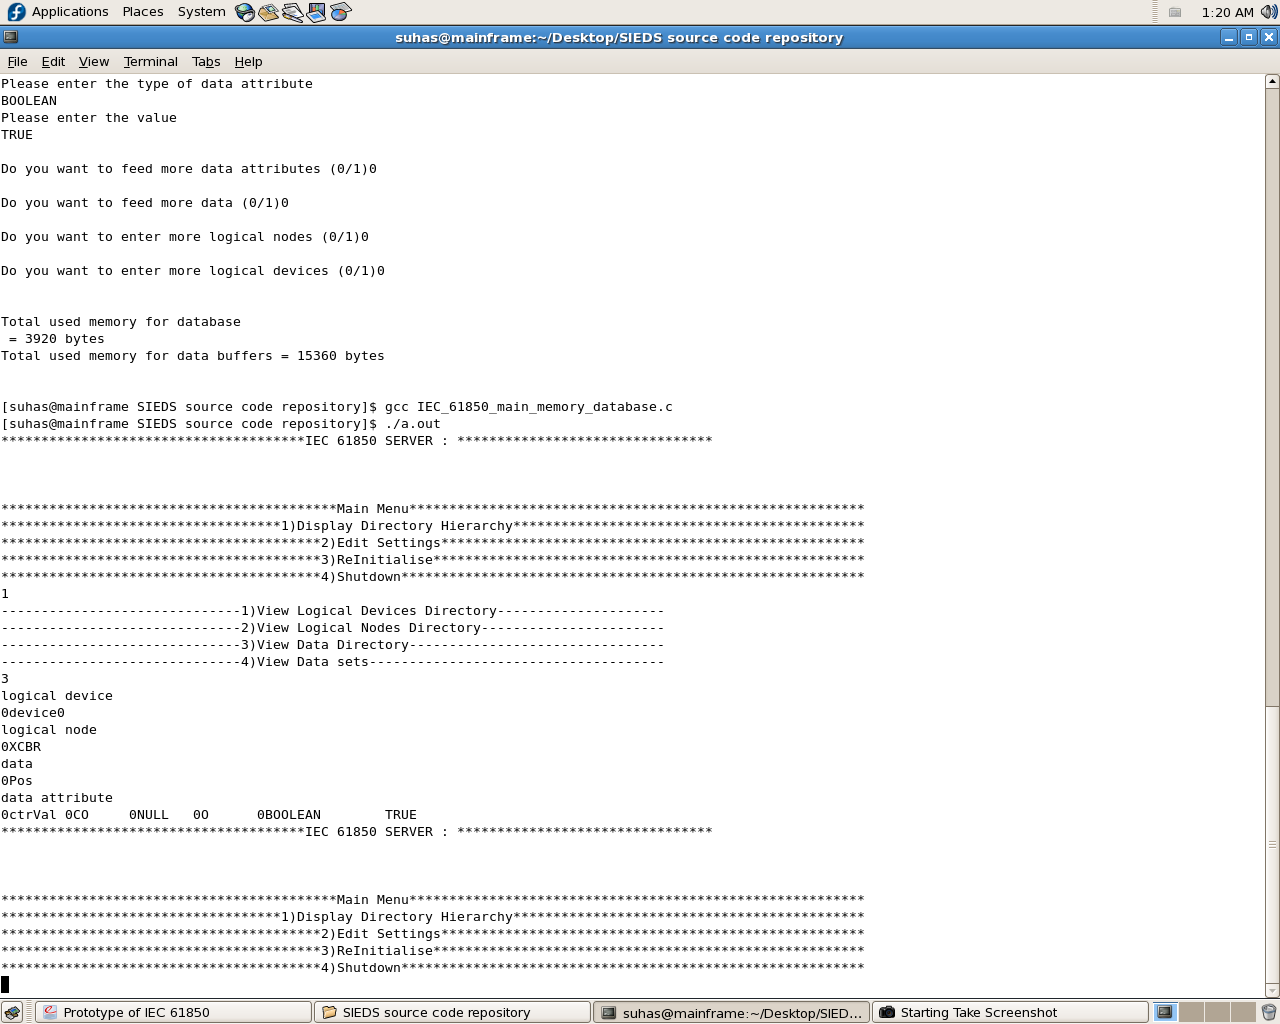 Applications Places System 1:20 AM
suhas@mainframe:~/Desktop/SIEDS source code repository
File Edit View Terminal Tabs Help
Please enter the type of data attribute
BOOLEAN
Please enter the value
TRUE
Do you want to feed more data attributes (0/1)0
Do you want to feed more data (0/1)0
Do you want to enter more logical nodes (0/1)0
Do you want to enter more logical devices (0/1)0
Total used memory for database
 = 3920 bytes
Total used memory for data buffers = 15360 bytes
[suhas@mainframe SIEDS source code repository]$ gcc IEC_61850_main_memory_database.c
[suhas@mainframe SIEDS source code repository]$ ./a.out
**************************************IEC 61850 SERVER : ********************************
******************************************Main Menu*********************************************************
***********************************1)Display Directory Hierarchy********************************************
****************************************2)Edit Settings*****************************************************
****************************************3)ReInitialise******************************************************
****************************************4)Shutdown**********************************************************
1
------------------------------1)View Logical Devices Directory---------------------
------------------------------2)View Logical Nodes Directory-----------------------
------------------------------3)View Data Directory--------------------------------
------------------------------4)View Data sets-------------------------------------
3
logical device
0device0
logical node
0XCBR
data
0Pos
data attribute
0ctrVal 0CO     0NULL   0O      0BOOLEAN        TRUE
**************************************IEC 61850 SERVER : ********************************
******************************************Main Menu*********************************************************
***********************************1)Display Directory Hierarchy********************************************
****************************************2)Edit Settings*****************************************************
****************************************3)ReInitialise******************************************************
****************************************4)Shutdown**********************************************************
Prototype of IEC 61850 SIEDS source code repository suhas@mainframe:~/Desktop/SIED... Starting Take Screenshot